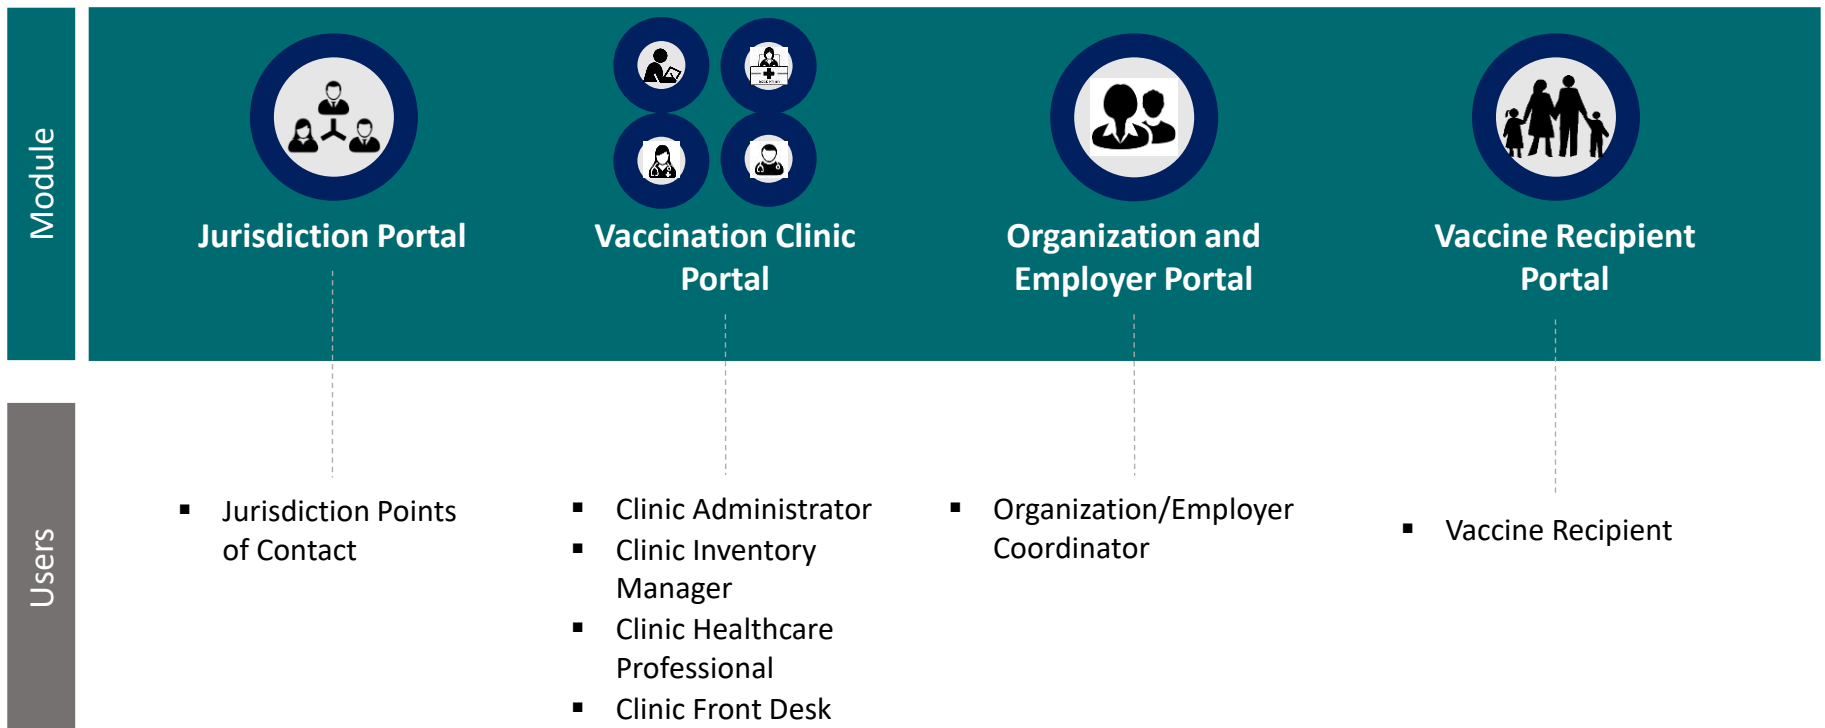 Module
Jurisdiction Portal
Vaccination Clinic
Portal
Organization and
Employer Portal
Vaccine Recipient
Portal
Users
▪ Jurisdiction Points
of Contact
▪ Clinic Administrator
▪ Clinic Inventory
Manager
▪ Clinic Healthcare
Professional
▪ Clinic Front Desk
▪ Organization/Employer
Coordinator
▪ Vaccine Recipient